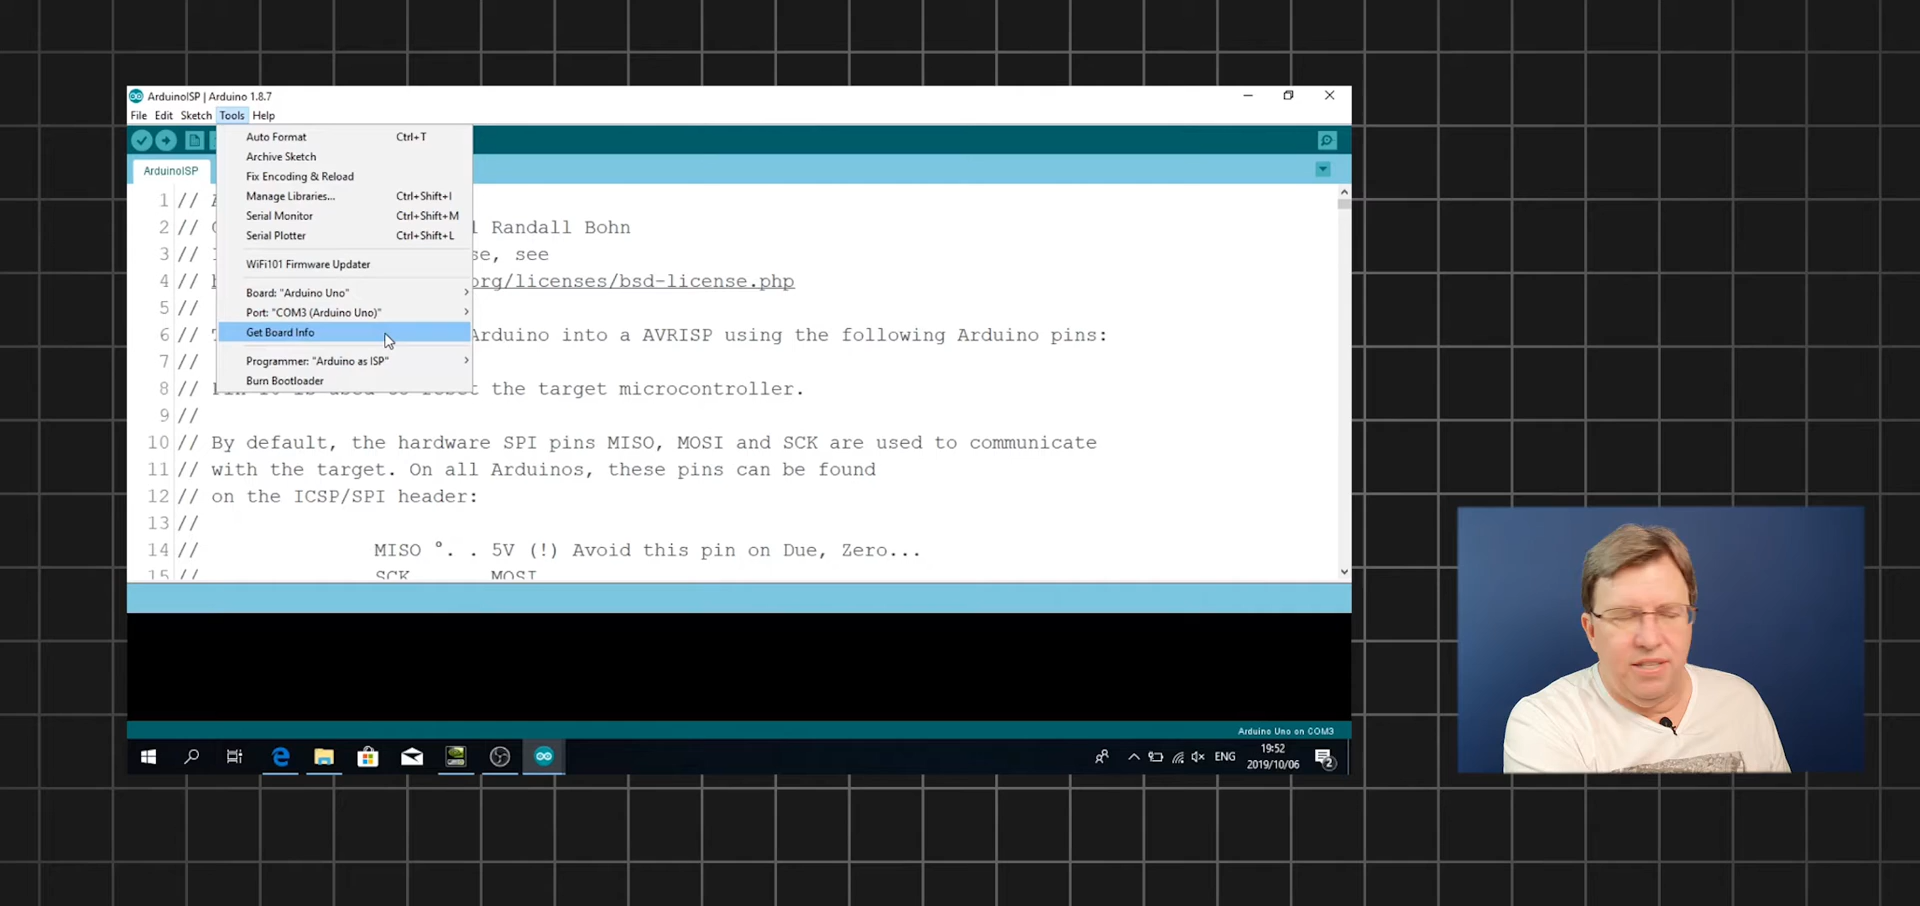 ArduinoISP | Arduino 1.8.7
File Edit Sketch Tools Help
Auto Format Ctrl+T
Archive Sketch
Fix Encoding & Reload
Manage Libraries... Ctrl+Shift+I
Serial Monitor Ctrl+Shift+M
Serial Plotter Ctrl+Shift+L
WiFi101 Firmware Updater
Board: "Arduino Uno"
Port: "COM3 (Arduino Uno)"
Get Board Info
Programmer: "Arduino as ISP"
Burn Bootloader
ArduinoISP
1 //
2 // Randall Bohn
3 // se, see
4 // org/licenses/bsd-license.php
5 //
6 // Arduino into a AVRISP using the following Arduino pins:
7 //
8 // the target microcontroller.
9 //
10 // By default, the hardware SPI pins MISO, MOSI and SCK are used to communicate
11 // with the target. On all Arduinos, these pins can be found
12 // on the ICSP/SPI header:
13 //
14 // MISO °. . 5V (!) Avoid this pin on Due, Zero...
15 // SCK MOSI
Arduino Uno on COM3
ENG
19:52
2019/10/06
2